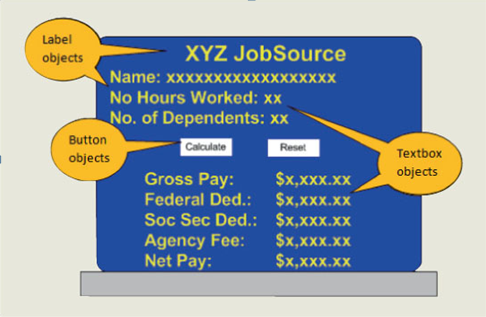 Label
objects
XYZ JobSource
Name: xxxxxxxxxxxxxxxxxx
No Hours Worked: xx
No. of Dependents: xx
Button
objects
Calculate
Reset
Textbox
objects
Gross Pay: $x,xxx.xx
Federal Ded.: $x,xxx.xx
Soc Sec Ded.: $x,xxx.xx
Agency Fee: $x,xxx.xx
Net Pay: $x,xxx.xx